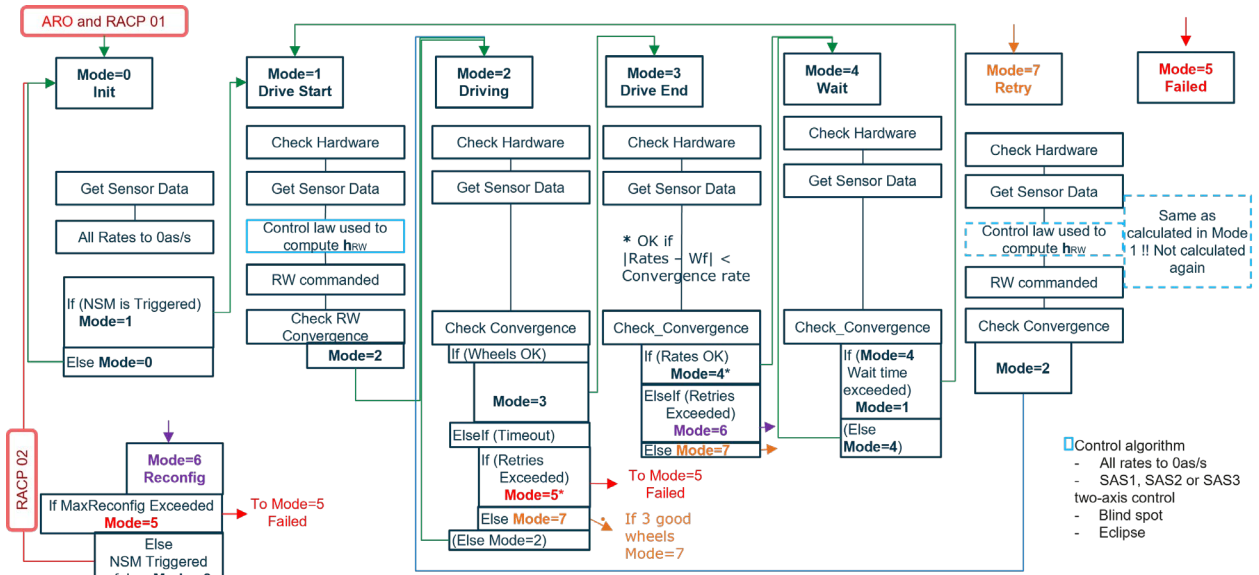 ARO and RACP 01
Mode=0
Init
Get Sensor Data
All Rates to 0as/s
If (NSM is Triggered)
Mode=1
Else Mode=0
Mode=1
Drive Start
Check Hardware
Get Sensor Data
Control law used to
compute hRW
RW commanded
Check RW
Convergence
Mode=2
Mode=2
Driving
Check Hardware
Get Sensor Data
Check Convergence
If (Wheels OK)
Mode=3
ElseIf (Timeout)
If (Retries
Exceeded)
Mode=5*
Else Mode=7
(Else Mode=2)
To Mode=5
Failed
* If 3 good
wheels
Mode=7
Mode=3
Drive End
Check Hardware
Get Sensor Data
* OK if
|Rates – Wf| <
Convergence rate
Check_Convergence
If (Rates OK)
Mode=4*
ElseIf (Retries
Exceeded)
Mode=6
Else Mode=7
Mode=4
Wait
Check Hardware
Get Sensor Data
Check_Convergence
If (Mode=4
Wait time
exceeded)
Mode=1
(Else
Mode=4)
Mode=7
Retry
Check Hardware
Get Sensor Data
Control law used to
compute hRW
RW commanded
Check Convergence
Mode=2
Same as
calculated in Mode
1 !! Not calculated
again
Mode=5
Failed
RACP 02
Mode=6
Reconfig
If MaxReconfig Exceeded
Mode=5
To Mode=5
Failed
Else
NSM Triggered
Control algorithm
- All rates to 0as/s
- SAS1, SAS2 or SAS3
two-axis control
- Blind spot
- Eclipse